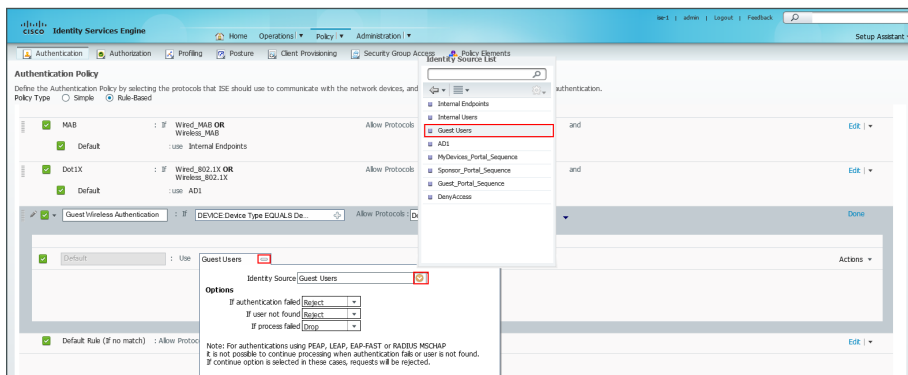 ise-1 | admin | Logout | Feedback
cisco Identity Services Engine
Home Operations Policy Administration
Setup Assistant
Authentication Authorization Profiling Posture Client Provisioning Security Group Access Policy Elements
Identity Source List
Authentication Policy
Define the Authentication Policy by selecting the protocols that ISE should use to communicate with the network devices, and
authentication.
Policy Type Simple Rule-Based
Internal Endpoints
Internal Users
Guest Users
AD1
MyDevices_Portal_Sequence
Sponsor_Portal_Sequence
Guest_Portal_Sequence
DenyAccess
MAB : If Wired_MAB OR
Wireless_MAB
Allow Protocols
and
Edit |
Default : use Internal Endpoints
Dot1X : If Wired_802.1X OR
Wireless_802.1X
Allow Protocols
and
Edit |
Default : use AD1
Guest Wireless Authentication : If DEVICE:Device Type EQUALS De... Allow Protocols :
Done
Default : Use Guest Users
Actions
Identity Source Guest Users
Options
If authentication failed Reject
If user not found Reject
If process failed Drop
Note: For authentications using PEAP, LEAP, EAP-FAST or RADIUS MSCHAP
it is not possible to continue processing when authentication fails or user is not found.
If continue option is selected in these cases, requests will be rejected.
Default Rule (If no match) : Allow Protoc
Edit |